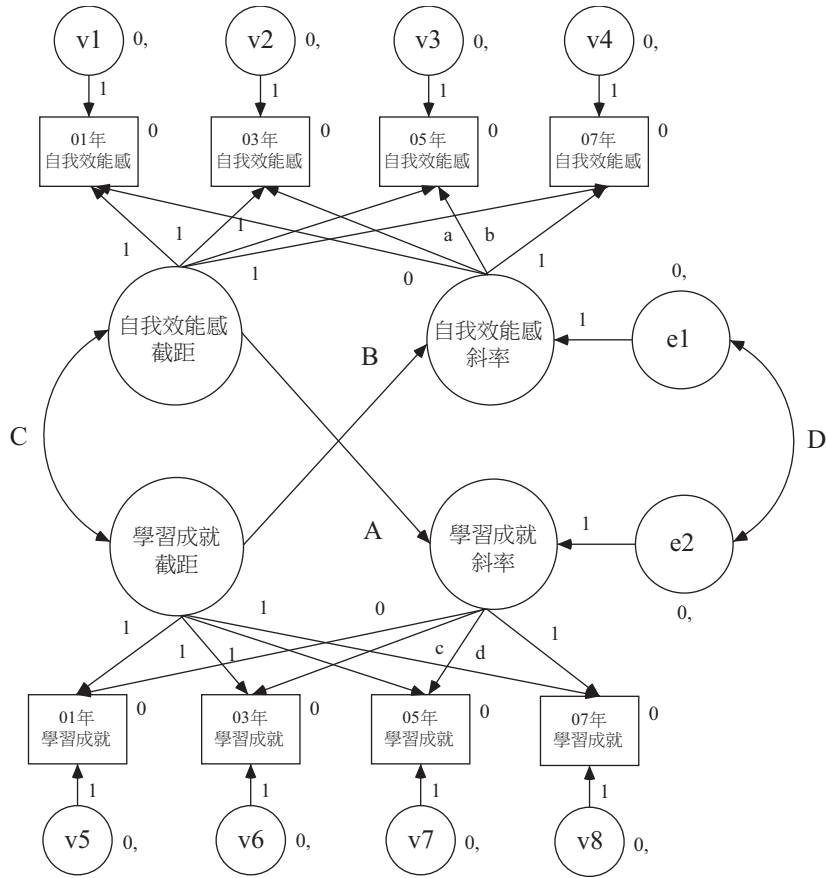 v1 0, v2 0, v3 0, v4 0,
1 1 1 1
01年 0 03年 0 05年 0 07年 0
自我效能感 自我效能感 自我效能感 自我效能感
1 1 1 1 0 a b 1
自我效能感
截距
自我效能感
斜率
1
0,
e1
B
C
D
A
學習成就
截距
學習成就
斜率
1
e2
0,
1 1 1 1 0 c d 1
01年 0 03年 0 05年 0 07年 0
學習成就 學習成就 學習成就 學習成就
1 1 1 1
v5 0, v6 0, v7 0, v8 0,